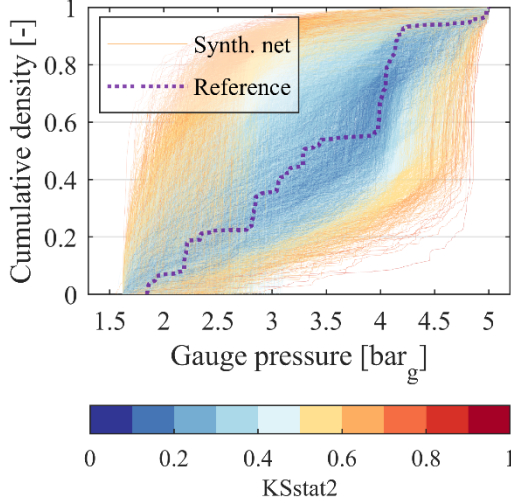 Cumulative density [-]
1
0.8
0.6
0.4
0.2
0
Synth. net
Reference
1.5 2 2.5 3 3.5 4 4.5 5
Gauge pressure [bar_g]
0 0.2 0.4 0.6 0.8 1
KSstat2